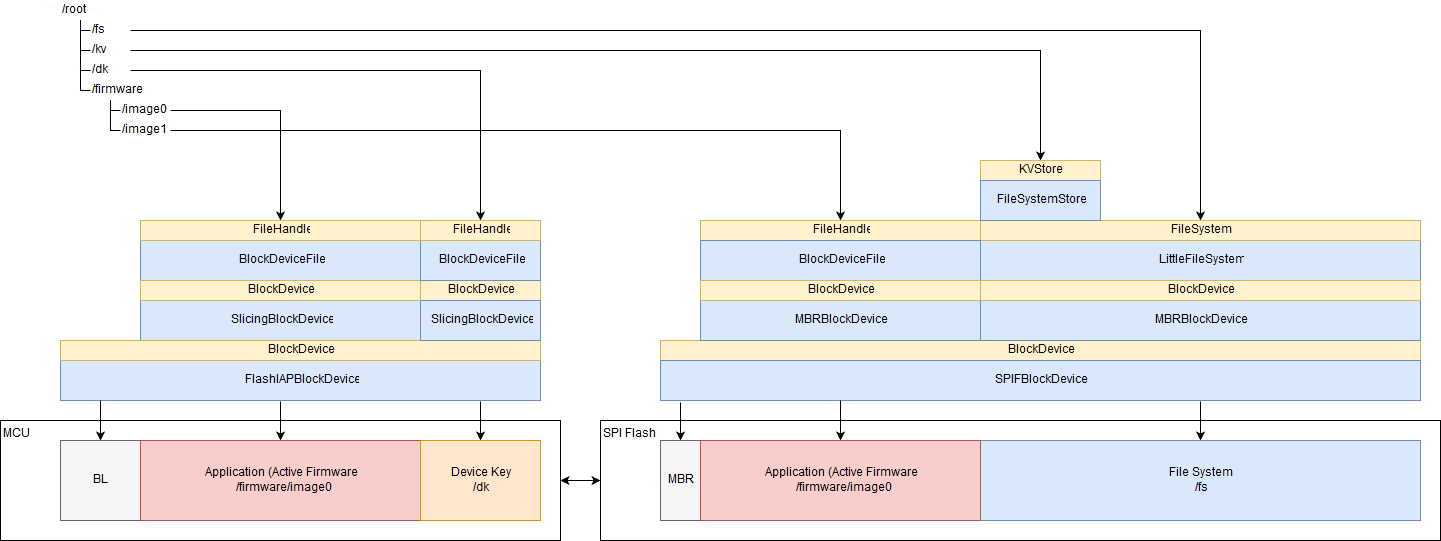 /root
/fs
/kv
/dk
/firmware
/image0
/image1
KVStore
FileSystemStore
FileHandle
FileHandle
FileHandle
FileSystem
BlockDeviceFile
BlockDeviceFile
BlockDeviceFile
LittleFileSystem
BlockDevice
BlockDevice
BlockDevice
BlockDevice
SlicingBlockDevice
SlicingBlockDevice
MBRBlockDevice
MBRBlockDevice
BlockDevice
BlockDevice
FlashIAPBlockDevice
SPIFBlockDevice
MCU
BL
Application (Active Firmware
/firmware/image0
Device Key
/dk
SPI Flash
MBR
Application (Active Firmware
/firmware/image0
File System
/fs